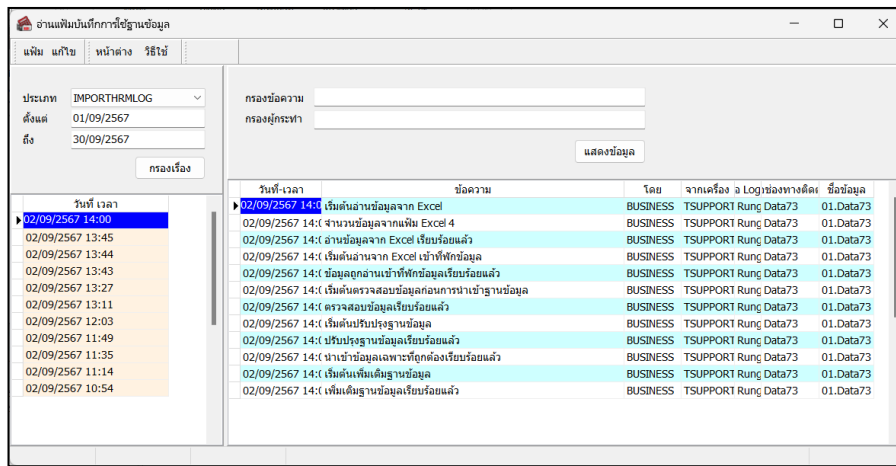 อ่านแฟ้มบันทึกการใช้ฐานข้อมูล
แฟ้ม แก้ไข หน้าต่าง วิธีใช้
ประเภท IMPORTHRMLOG
ตั้งแต่ 01/09/2567
ถึง 30/09/2567
กรองเรื่อง
กรองข้อความ
กรองผู้กระทำ
แสดงข้อมูล
วันที่ เวลา
02/09/2567 14:00
02/09/2567 13:45
02/09/2567 13:44
02/09/2567 13:43
02/09/2567 13:27
02/09/2567 13:11
02/09/2567 12:03
02/09/2567 11:49
02/09/2567 11:35
02/09/2567 11:14
02/09/2567 10:54
วันที่-เวลา ข้อความ โดย จากเครื่อง ช่องทางติดต ชื่อข้อมูล
02/09/2567 14:0 เริ่มต้นอ่านข้อมูลจาก Excel BUSINESS TSUPPORT Rung Data73 01.Data73
02/09/2567 14:0 จำนวนข้อมูลจากแฟ้ม Excel 4 BUSINESS TSUPPORT Rung Data73 01.Data73
02/09/2567 14:0 อ่านข้อมูลจาก Excel เรียบร้อยแล้ว BUSINESS TSUPPORT Rung Data73 01.Data73
02/09/2567 14:0 เริ่มต้นอ่านจาก Excel เข้าที่พักข้อมูล BUSINESS TSUPPORT Rung Data73 01.Data73
02/09/2567 14:0 ข้อมูลถูกอ่านเข้าที่พักข้อมูลเรียบร้อยแล้ว BUSINESS TSUPPORT Rung Data73 01.Data73
02/09/2567 14:0 เริ่มต้นตรวจสอบข้อมูลก่อนการนำเข้าฐานข้อมูล BUSINESS TSUPPORT Rung Data73 01.Data73
02/09/2567 14:0 ตรวจสอบข้อมูลเรียบร้อยแล้ว BUSINESS TSUPPORT Rung Data73 01.Data73
02/09/2567 14:0 เริ่มต้นปรับปรุงฐานข้อมูล BUSINESS TSUPPORT Rung Data73 01.Data73
02/09/2567 14:0 ปรับปรุงฐานข้อมูลเรียบร้อยแล้ว BUSINESS TSUPPORT Rung Data73 01.Data73
02/09/2567 14:0 นำเข้าข้อมูลเฉพาะที่ถูกต้องเรียบร้อยแล้ว BUSINESS TSUPPORT Rung Data73 01.Data73
02/09/2567 14:0 เริ่มต้นเพิ่มเติมฐานข้อมูล BUSINESS TSUPPORT Rung Data73 01.Data73
02/09/2567 14:0 เพิ่มเติมฐานข้อมูลเรียบร้อยแล้ว BUSINESS TSUPPORT Rung Data73 01.Data73